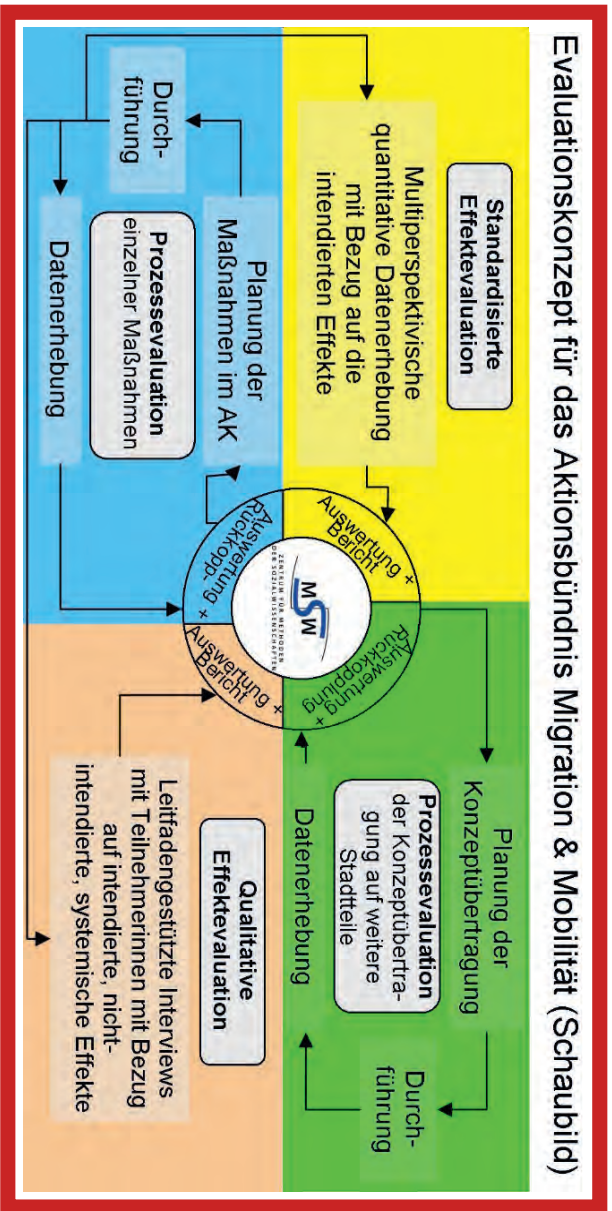 Evaluationskonzept für das Aktionsbündnis Migration & Mobilität (Schaubild)
Standardisierte
Effektevaluation
Multiperspektivische
quantitative Datenerhebung
mit Bezug auf die
intendierten Effekte
Planung der
Konzeptübertragung
Prozessevaluation
der Konzeptübertra-
gung auf weitere
Stadtteile
Datenerhebung
Durch-
führung
Auswertung +
Bericht
Auswertung +
Rückkopplung
Auswertung +
Rückkopp-
Auswertung +
Bericht
MSW
ZENTRUM FÜR METHODEN
DER SOZIALWISSENSCHAFTEN
Planung der
Maßnahmen im AK
Durch-
führung
Prozessevaluation
einzelner Maßnahmen
Datenerhebung
Qualitative
Effektevaluation
Leitfadengestützte Interviews
mit Teilnehmerinnen mit Bezug
auf intendierte, nicht-
intendierte, systemische Effekte